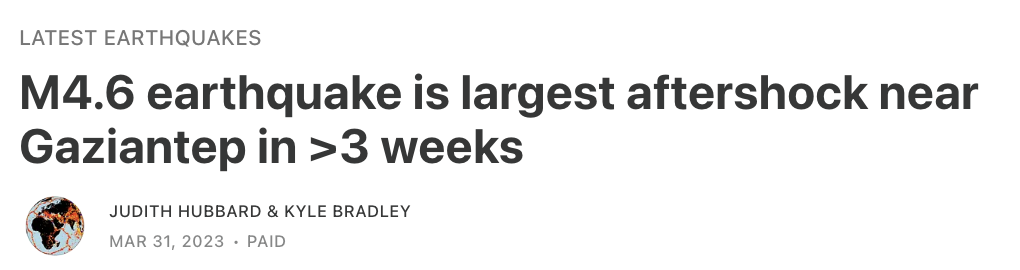 LATEST EARTHQUAKES
M4.6 earthquake is largest aftershock near
Gaziantep in >3 weeks
JUDITH HUBBARD & KYLE BRADLEY
MAR 31, 2023 • PAID